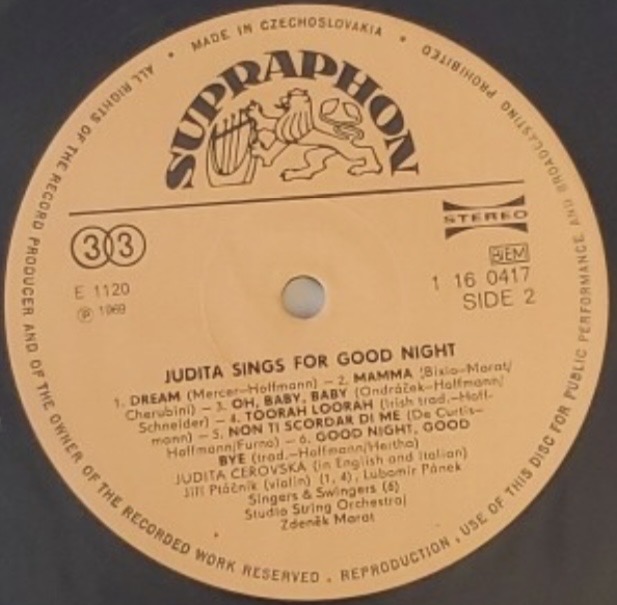 MADE IN CZECHOSLOVAKIA • ALL RIGHTS OF THE RECORD PRODUCER AND OF THE OWNER OF THE RECORDED WORK RESERVED . REPRODUCTION , USE OF THIS DISC FOR PUBLIC PERFORMANCE AND BROADCASTING PROHIBITED •
SUPRAPHON
33
STEREO
BIEM
E 1120
1 16 0417
Ⓟ 1969
SIDE 2
JUDITA SINGS FOR GOOD NIGHT
1. DREAM (Mercer–Hoffmann) – 2. MAMMA (Bixio–Marat/
Cherubini) – 3. OH, BABY, BABY (Ondráček–Hoffmann/
Schneider) – 4. TOORAH LOORAH (Irish trad.–Hoff-
mann) – 5. NON TI SCORDAR DI ME (De Curtis–
Hoffmann/Furno) – 6. GOOD NIGHT, GOOD
BYE (trad.–Hoffmann/Hertha)
JUDITA ČEŘOVSKÁ (in English and Italian)
Jiří Ptáčník (violin) (1, 4), Lubomír Pánek
Singers & Swingers (6)
Studio String Orchestra/
Zdeněk Marat